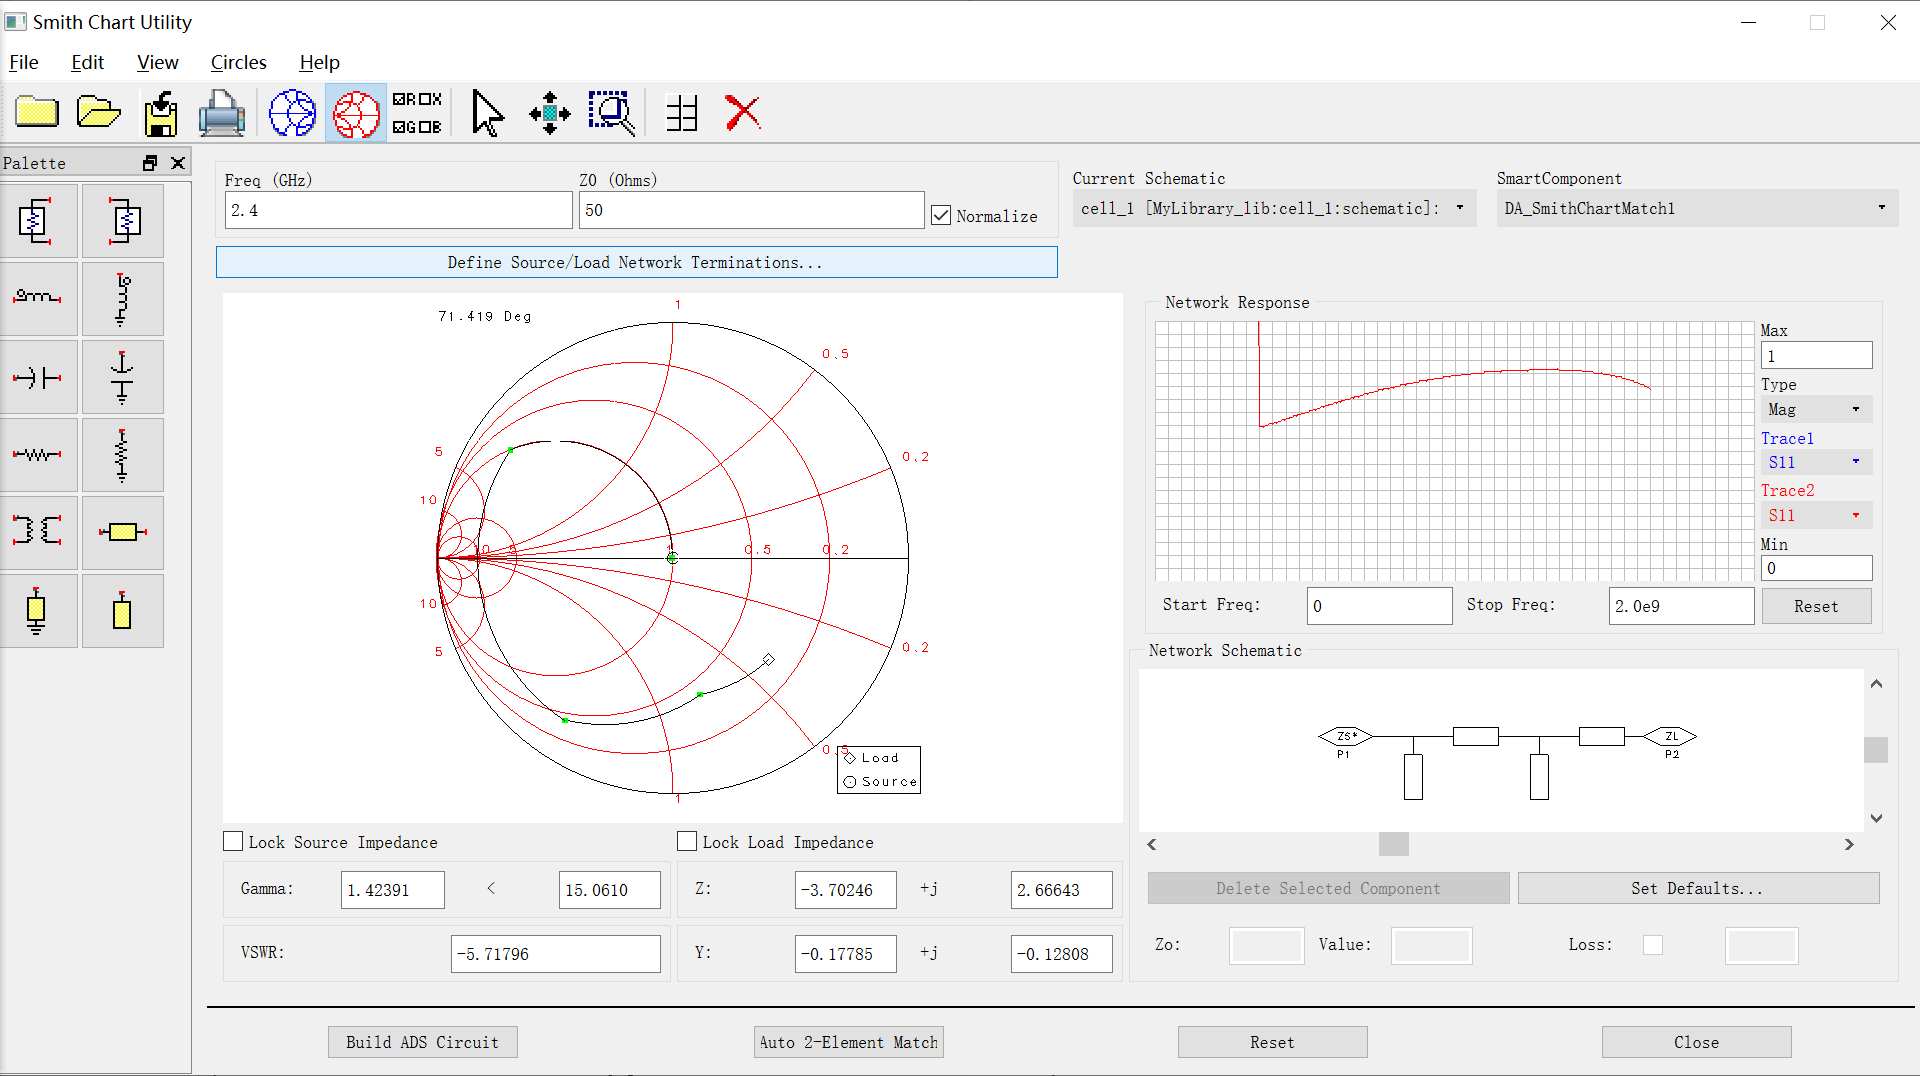 Smith Chart Utility
File Edit View Circles Help
R X
G B
Palette
Freq (GHz)
Z0 (Ohms)
2.4
50
Normalize
Current Schematic
cell_1 [MyLibrary_lib:cell_1:schematic]:
SmartComponent
DA_SmithChartMatch1
Define Source/Load Network Terminations...
71.419 Deg
1
0.5
0.2
5
10
0.5
0.2
10
5
0.2
0.5
1
Load
Source
Network Response
Max
1
Type
Mag
Trace1
S11
Trace2
S11
Min
0
Start Freq:
0
Stop Freq:
2.0e9
Reset
Network Schematic
ZS*
P1
ZL
P2
Lock Source Impedance
Lock Load Impedance
Gamma:
1.42391
<
15.0610
Z:
-3.70246
+j
2.66643
VSWR:
-5.71796
Y:
-0.17785
+j
-0.12808
Delete Selected Component
Set Defaults...
Zo:
Value:
Loss:
Build ADS Circuit
Auto 2-Element Match
Reset
Close